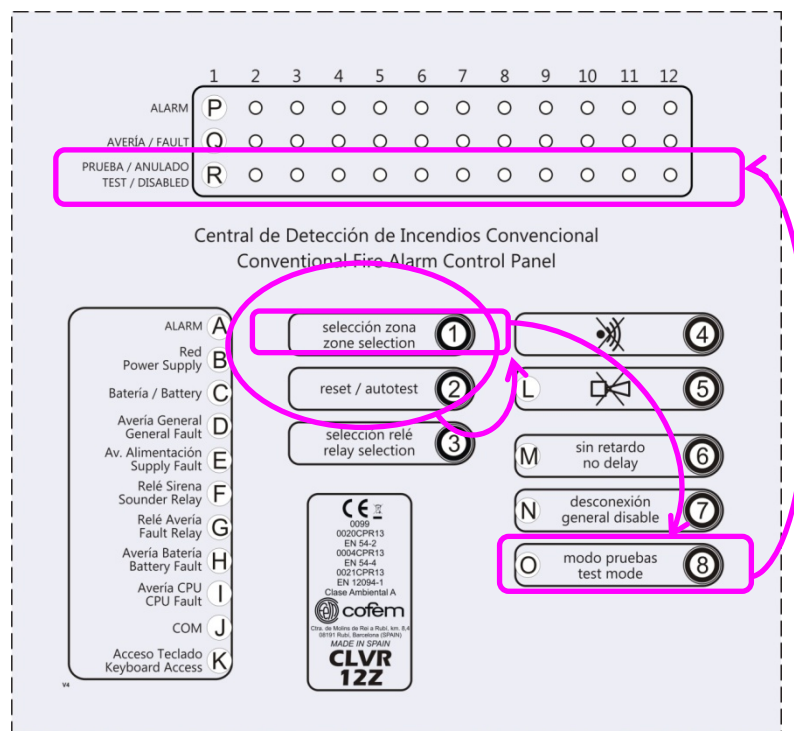 1 2 3 4 5 6 7 8 9 10 11 12
ALARM P
AVERÍA / FAULT Q
PRUEBA / ANULADO
TEST / DISABLED R
Central de Detección de Incendios Convencional
Conventional Fire Alarm Control Panel
ALARM A
Red
Power Supply B
Batería / Battery C
Avería General
General Fault D
Av. Alimentación
Supply Fault E
Relé Sirena
Sounder Relay F
Relé Avería
Fault Relay G
Avería Batería
Battery Fault H
Avería CPU
CPU Fault I
COM J
Acceso Teclado
Keyboard Access K
V4
selección zona
zone selection 1
reset / autotest 2
selección relé
relay selection 3
CE
0099
0020CPR13
EN 54-2
0004CPR13
EN 54-4
0021CPR13
EN 12094-1
Clase Ambiental A
cofem
Ctra. de Molins de Rei a Rubí, km. 8,4
08191 Rubí, Barcelona (SPAIN)
MADE IN SPAIN
CLVR
12Z
4
L 5
M sin retardo
no delay 6
N desconexión
general disable 7
O modo pruebas
test mode 8